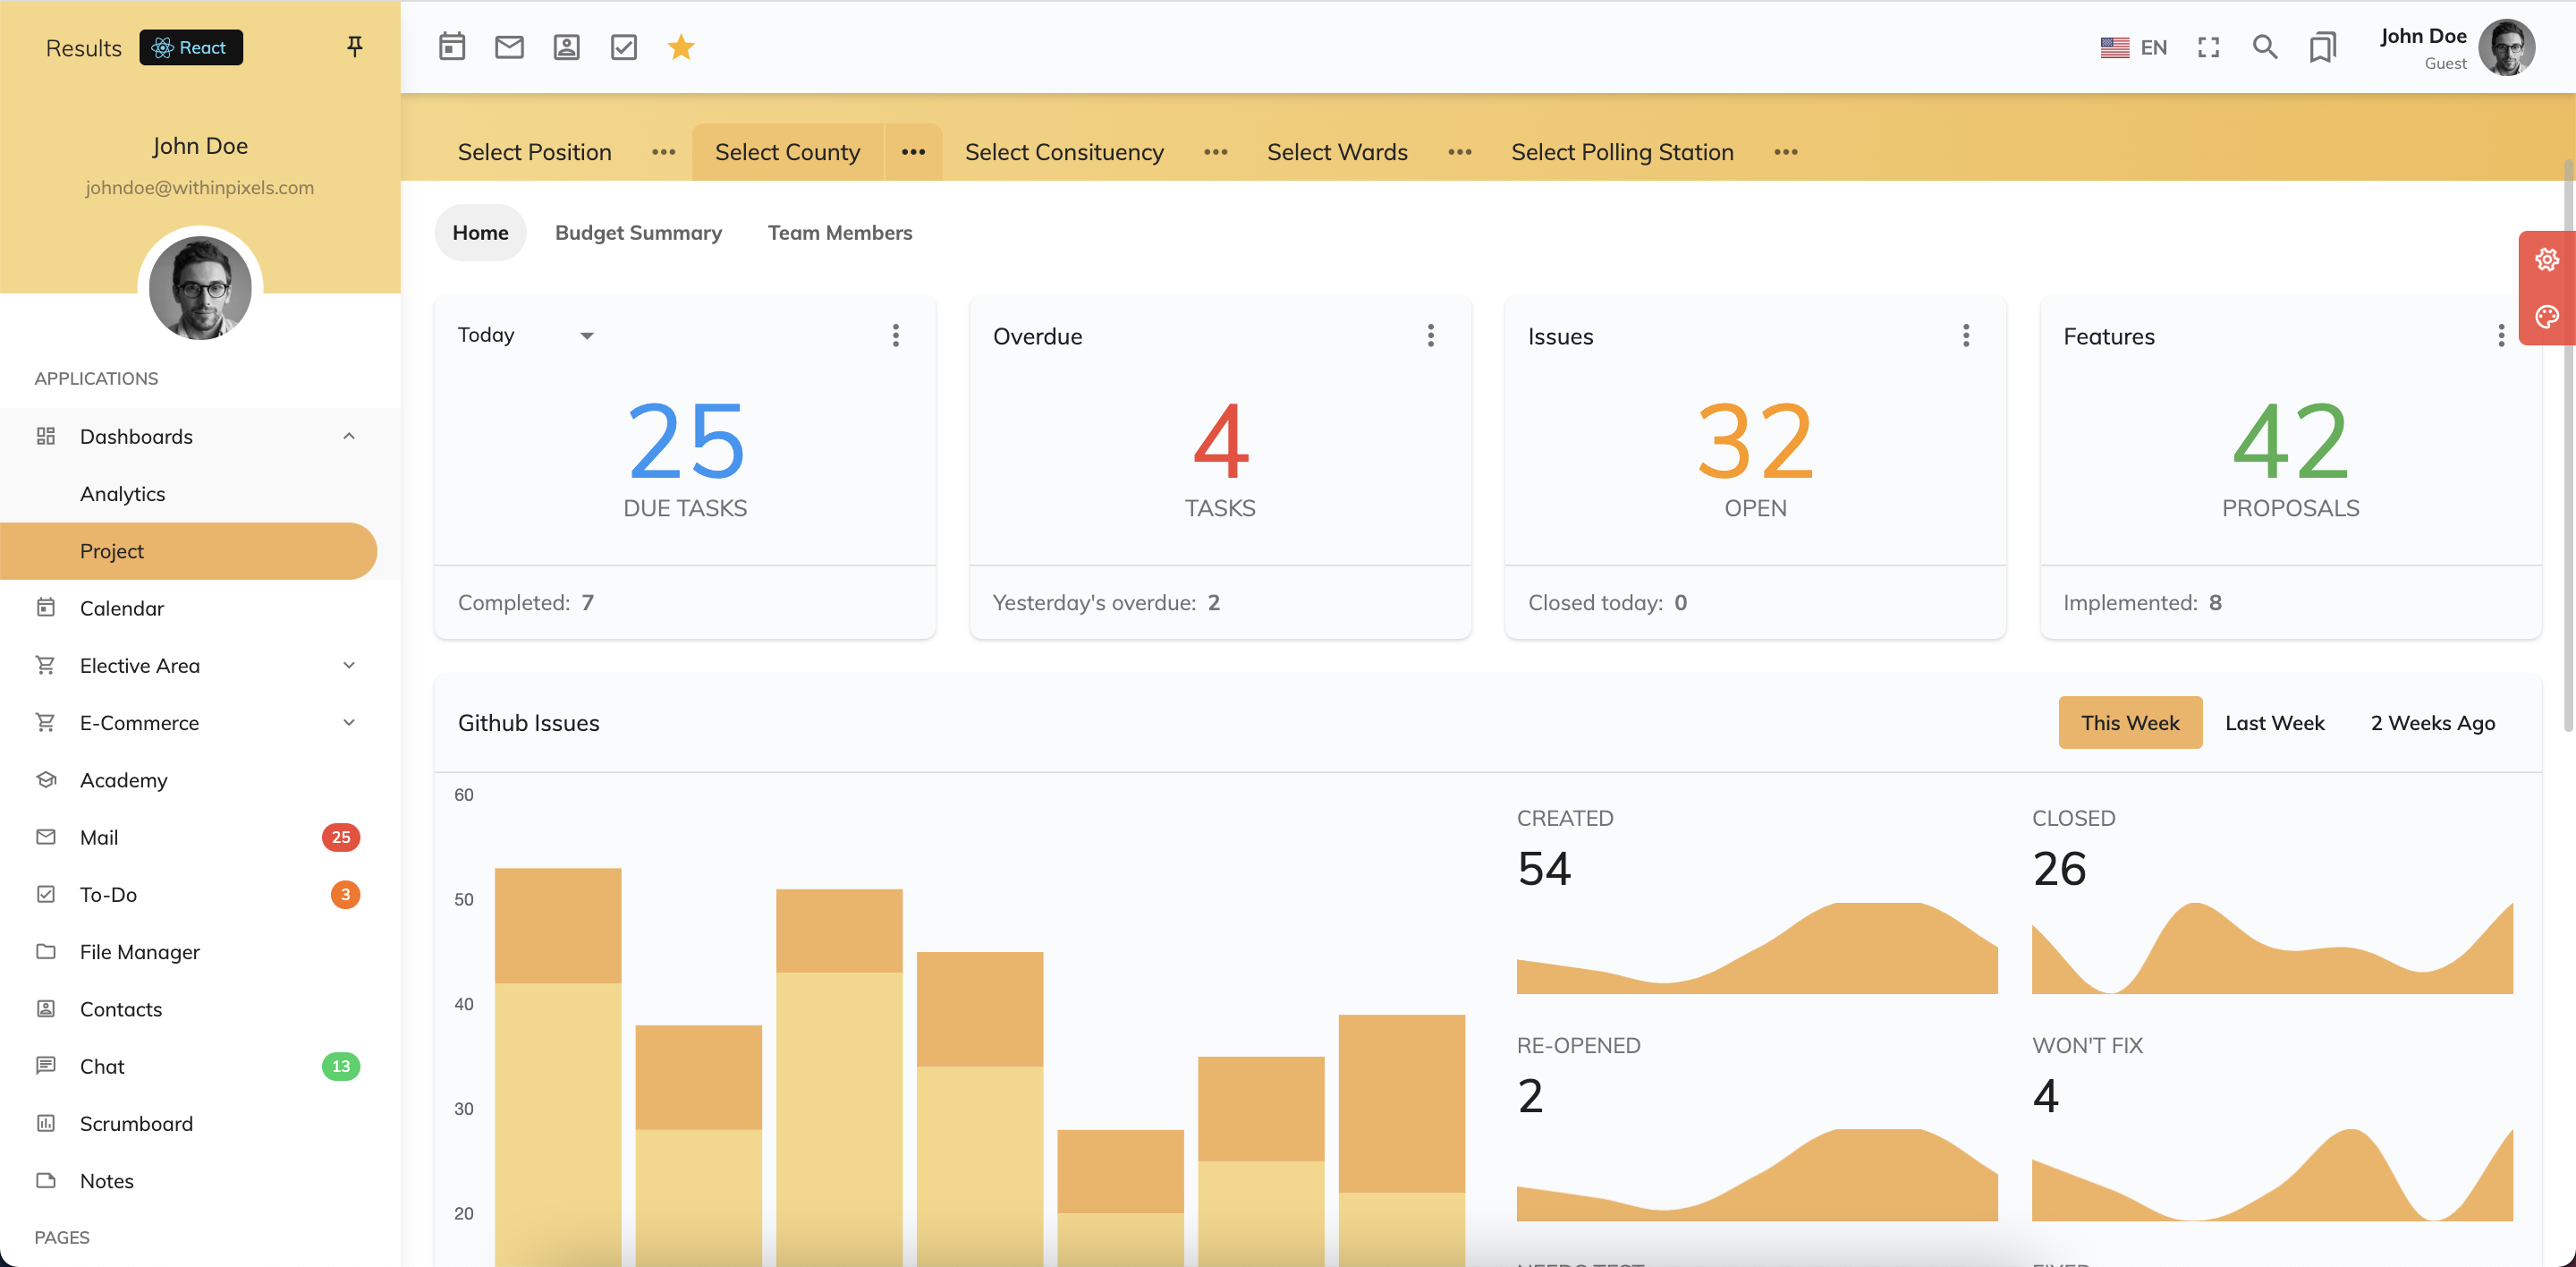 Results
React
John Doe
johndoe@withinpixels.com
APPLICATIONS
Dashboards
Analytics
Project
Calendar
Elective Area
E-Commerce
Academy
Mail 25
To-Do 3
File Manager
Contacts
Chat 13
Scrumboard
Notes
PAGES
EN
John Doe
Guest
Select Position
Select County
Select Consituency
Select Wards
Select Polling Station
Home
Budget Summary
Team Members
Today
25
DUE TASKS
Completed: 7
Overdue
4
TASKS
Yesterday's overdue: 2
Issues
32
OPEN
Closed today: 0
Features
42
PROPOSALS
Implemented: 8
Github Issues
This Week
Last Week
2 Weeks Ago
60
50
40
30
20
CREATED
54
CLOSED
26
RE-OPENED
2
WON'T FIX
4